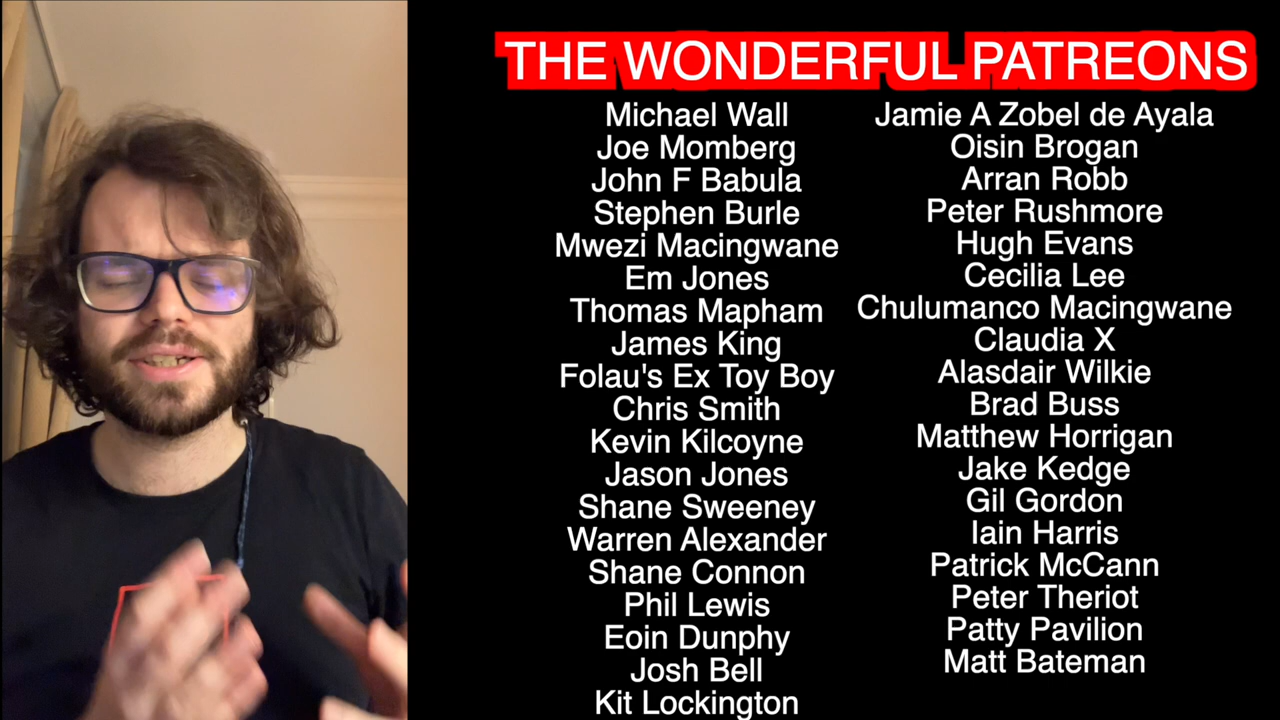 THE WONDERFUL PATREONS
Michael Wall
Joe Momberg
John F Babula
Stephen Burle
Mwezi Macingwane
Em Jones
Thomas Mapham
James King
Folau's Ex Toy Boy
Chris Smith
Kevin Kilcoyne
Jason Jones
Shane Sweeney
Warren Alexander
Shane Connon
Phil Lewis
Eoin Dunphy
Josh Bell
Kit Lockington
Jamie A Zobel de Ayala
Oisin Brogan
Arran Robb
Peter Rushmore
Hugh Evans
Cecilia Lee
Chulumanco Macingwane
Claudia X
Alasdair Wilkie
Brad Buss
Matthew Horrigan
Jake Kedge
Gil Gordon
Iain Harris
Patrick McCann
Peter Theriot
Patty Pavilion
Matt Bateman